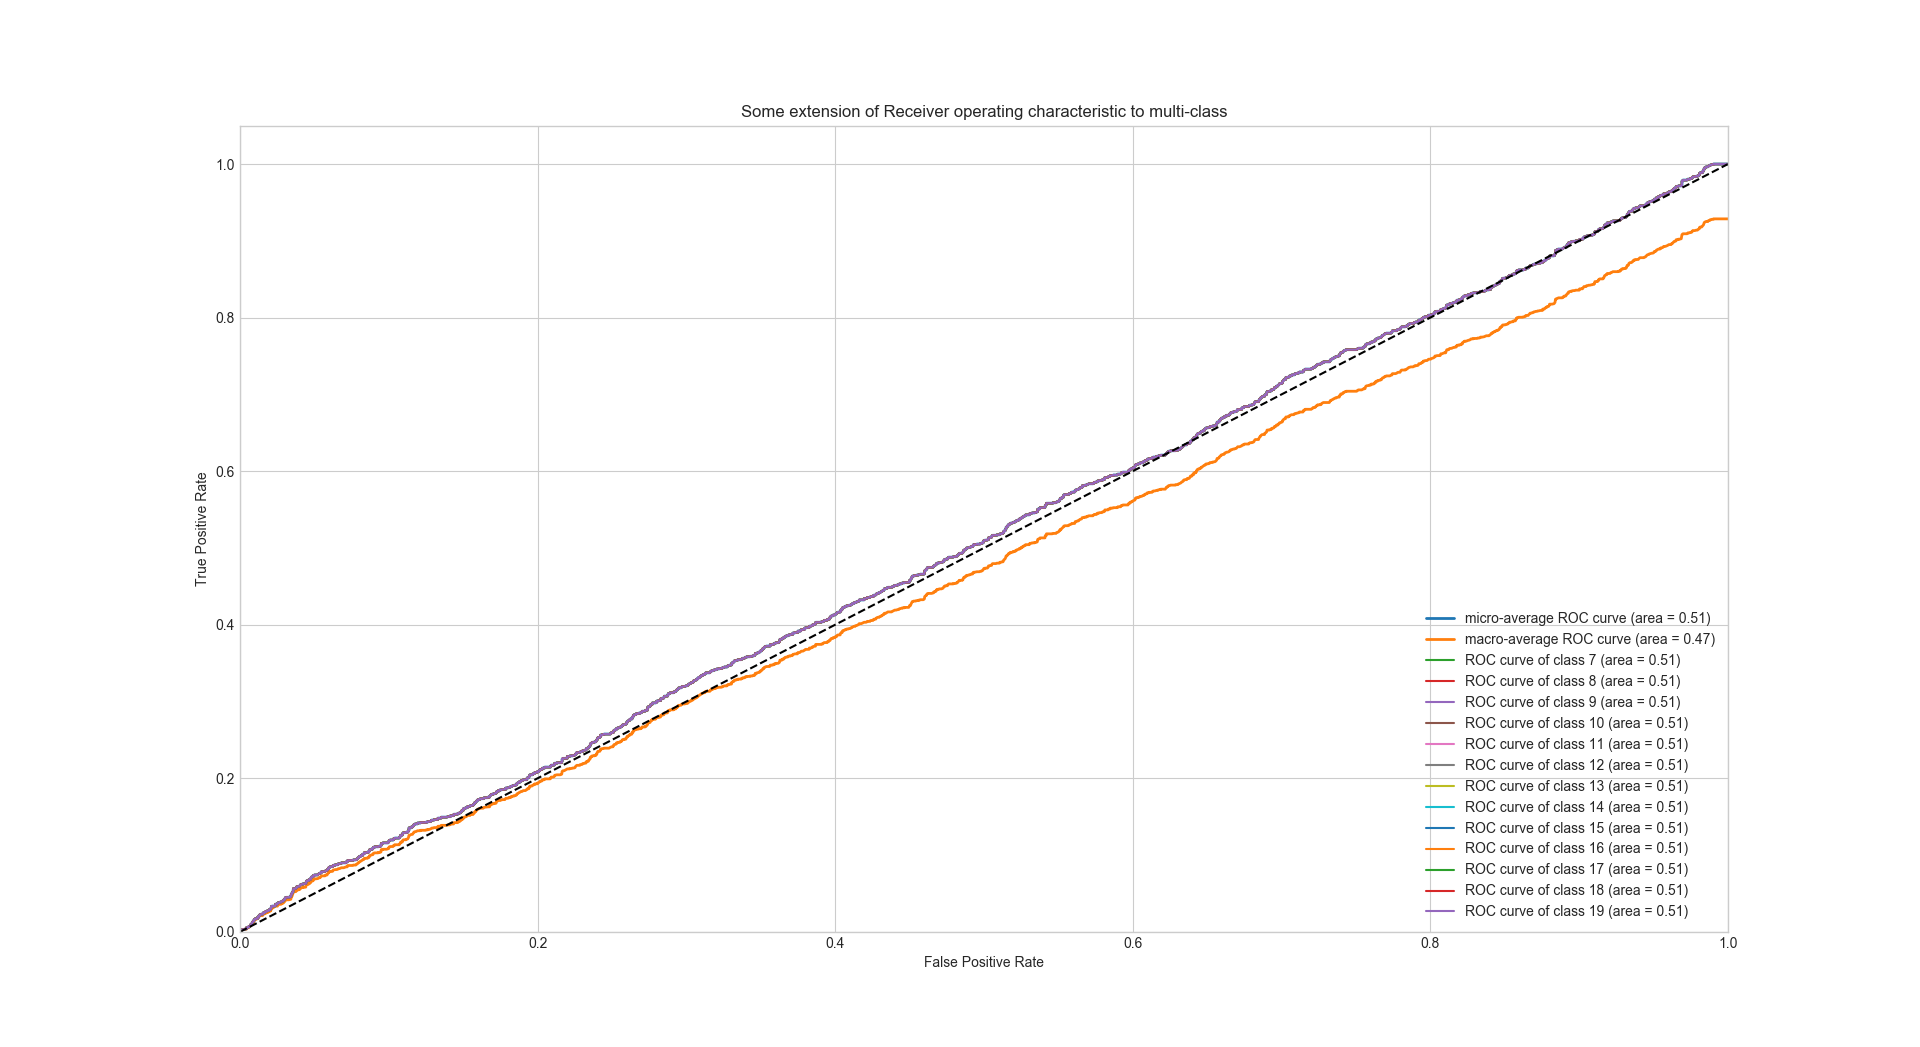 Some extension of Receiver operating characteristic to multi-class
1.0
0.8
0.6
0.4
0.2
0.0
True Positive Rate
micro-average ROC curve (area = 0.51)
macro-average ROC curve (area = 0.47)
ROC curve of class 7 (area = 0.51)
ROC curve of class 8 (area = 0.51)
ROC curve of class 9 (area = 0.51)
ROC curve of class 10 (area = 0.51)
ROC curve of class 11 (area = 0.51)
ROC curve of class 12 (area = 0.51)
ROC curve of class 13 (area = 0.51)
ROC curve of class 14 (area = 0.51)
ROC curve of class 15 (area = 0.51)
ROC curve of class 16 (area = 0.51)
ROC curve of class 17 (area = 0.51)
ROC curve of class 18 (area = 0.51)
ROC curve of class 19 (area = 0.51)
0.0 0.2 0.4 0.6 0.8 1.0
False Positive Rate